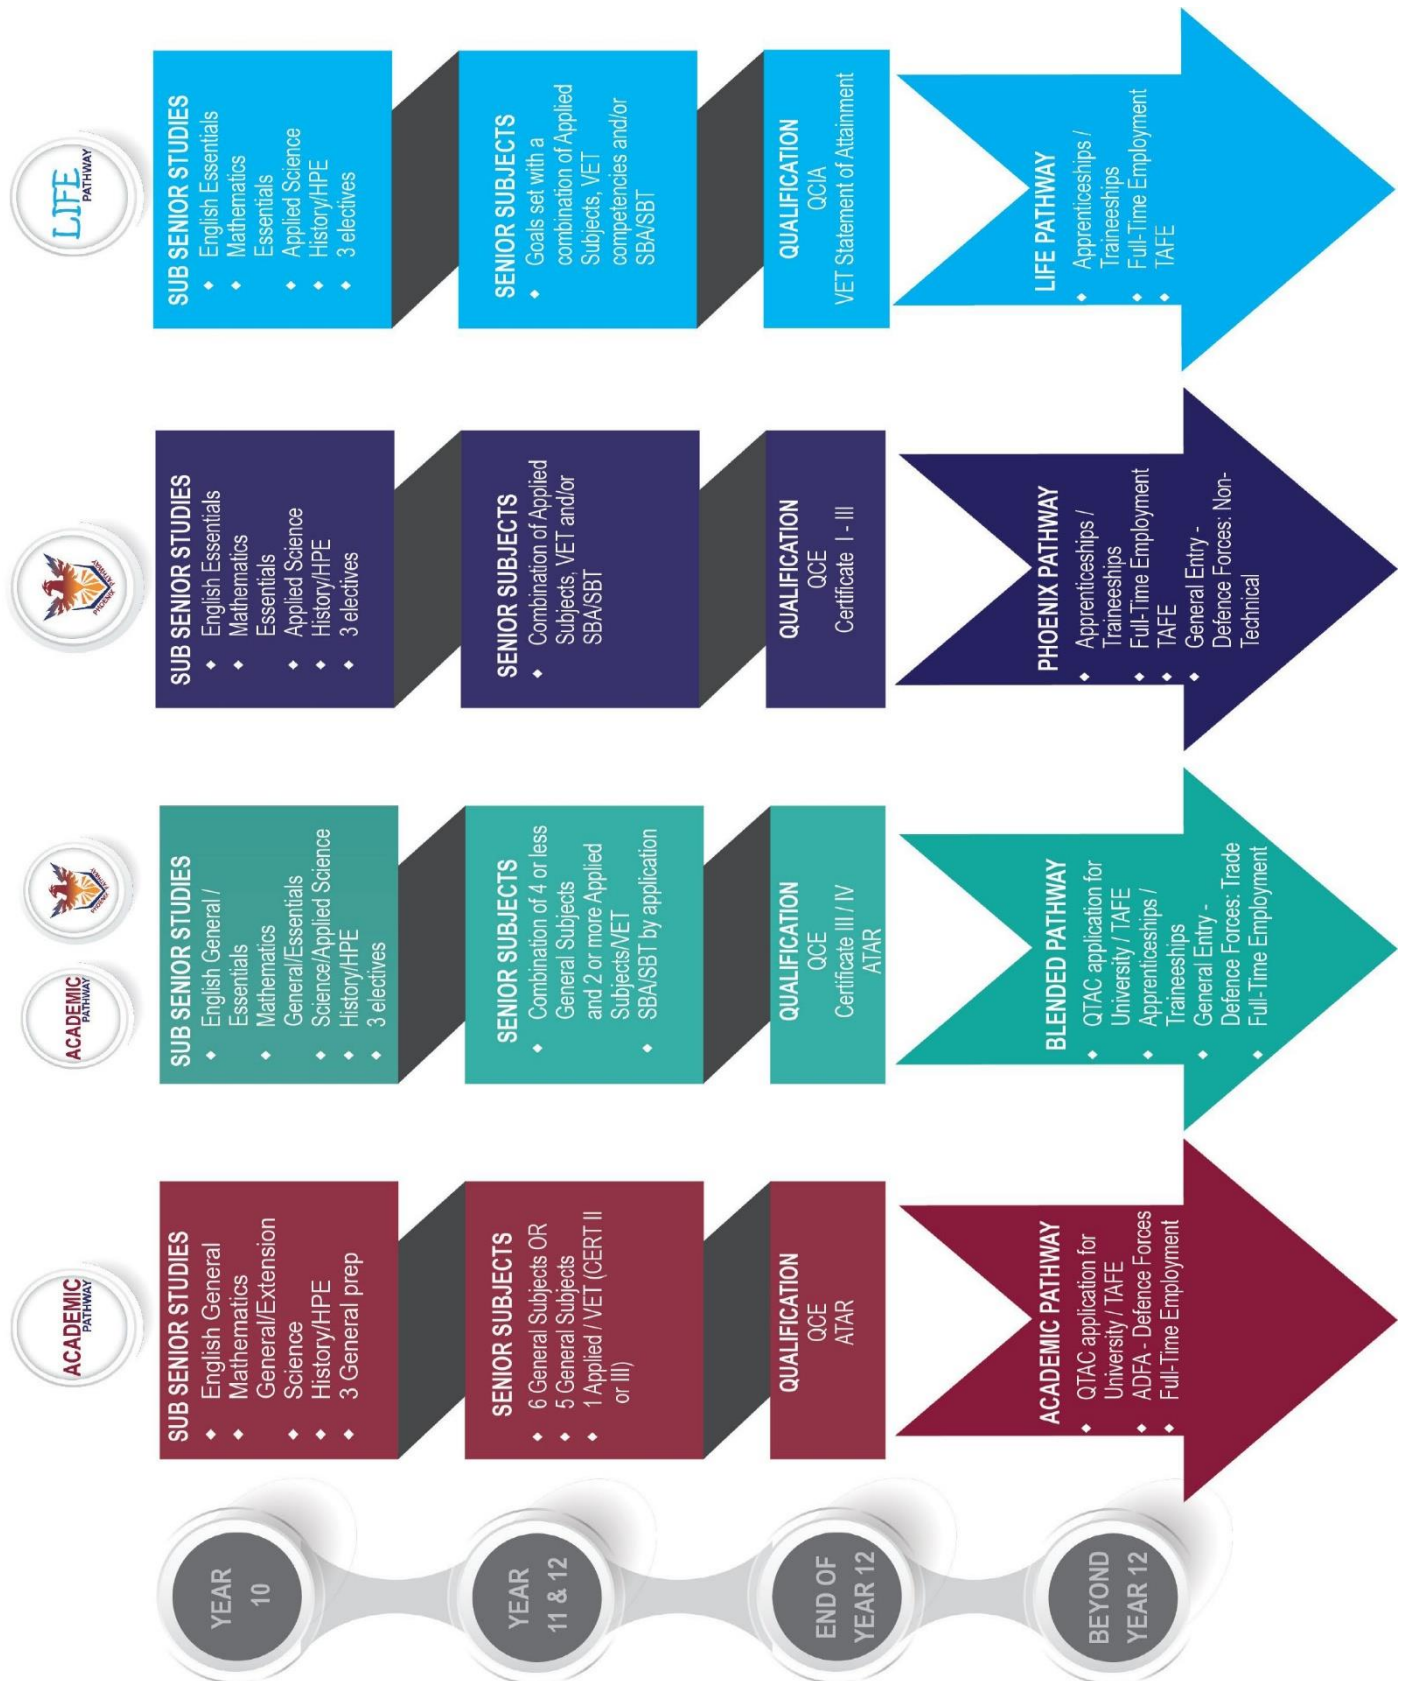 ACADEMIC
PATHWAY
ACADEMIC
PATHWAY
PHOENIX PATHWAY
PHOENIX PATHWAY
LIFE
PATHWAY
YEAR
10
SUB SENIOR STUDIES
English General
Mathematics
General/Extension
Science
History/HPE
3 General prep
SUB SENIOR STUDIES
English General /
Essentials
Mathematics
General/Essentials
Science/Applied Science
History/HPE
3 electives
SUB SENIOR STUDIES
English Essentials
Mathematics
Essentials
Applied Science
History/HPE
3 electives
SUB SENIOR STUDIES
English Essentials
Mathematics
Essentials
Applied Science
History/HPE
3 electives
YEAR
11 & 12
SENIOR SUBJECTS
6 General Subjects OR
5 General Subjects
1 Applied / VET (CERT II
or III)
SENIOR SUBJECTS
Combination of 4 or less
General Subjects
and 2 or more Applied
Subjects/VET
SBA/SBT by application
SENIOR SUBJECTS
Combination of Applied
Subjects, VET and/or
SBA/SBT
SENIOR SUBJECTS
Goals set with a
combination of Applied
Subjects, VET
competencies and/or
SBA/SBT
END OF
YEAR 12
QUALIFICATION
QCE
ATAR
QUALIFICATION
QCE
Certificate III / IV
ATAR
QUALIFICATION
QCE
Certificate I - III
QUALIFICATION
QCIA
VET Statement of Attainment
BEYOND
YEAR 12
ACADEMIC PATHWAY
QTAC application for
University / TAFE
ADFA - Defence Forces
Full-Time Employment
BLENDED PATHWAY
QTAC application for
University / TAFE
Apprenticeships /
Traineeships
General Entry -
Defence Forces: Trade
Full-Time Employment
PHOENIX PATHWAY
Apprenticeships /
Traineeships
Full-Time Employment
TAFE
General Entry -
Defence Forces: Non-
Technical
LIFE PATHWAY
Apprenticeships /
Traineeships
Full-Time Employment
TAFE